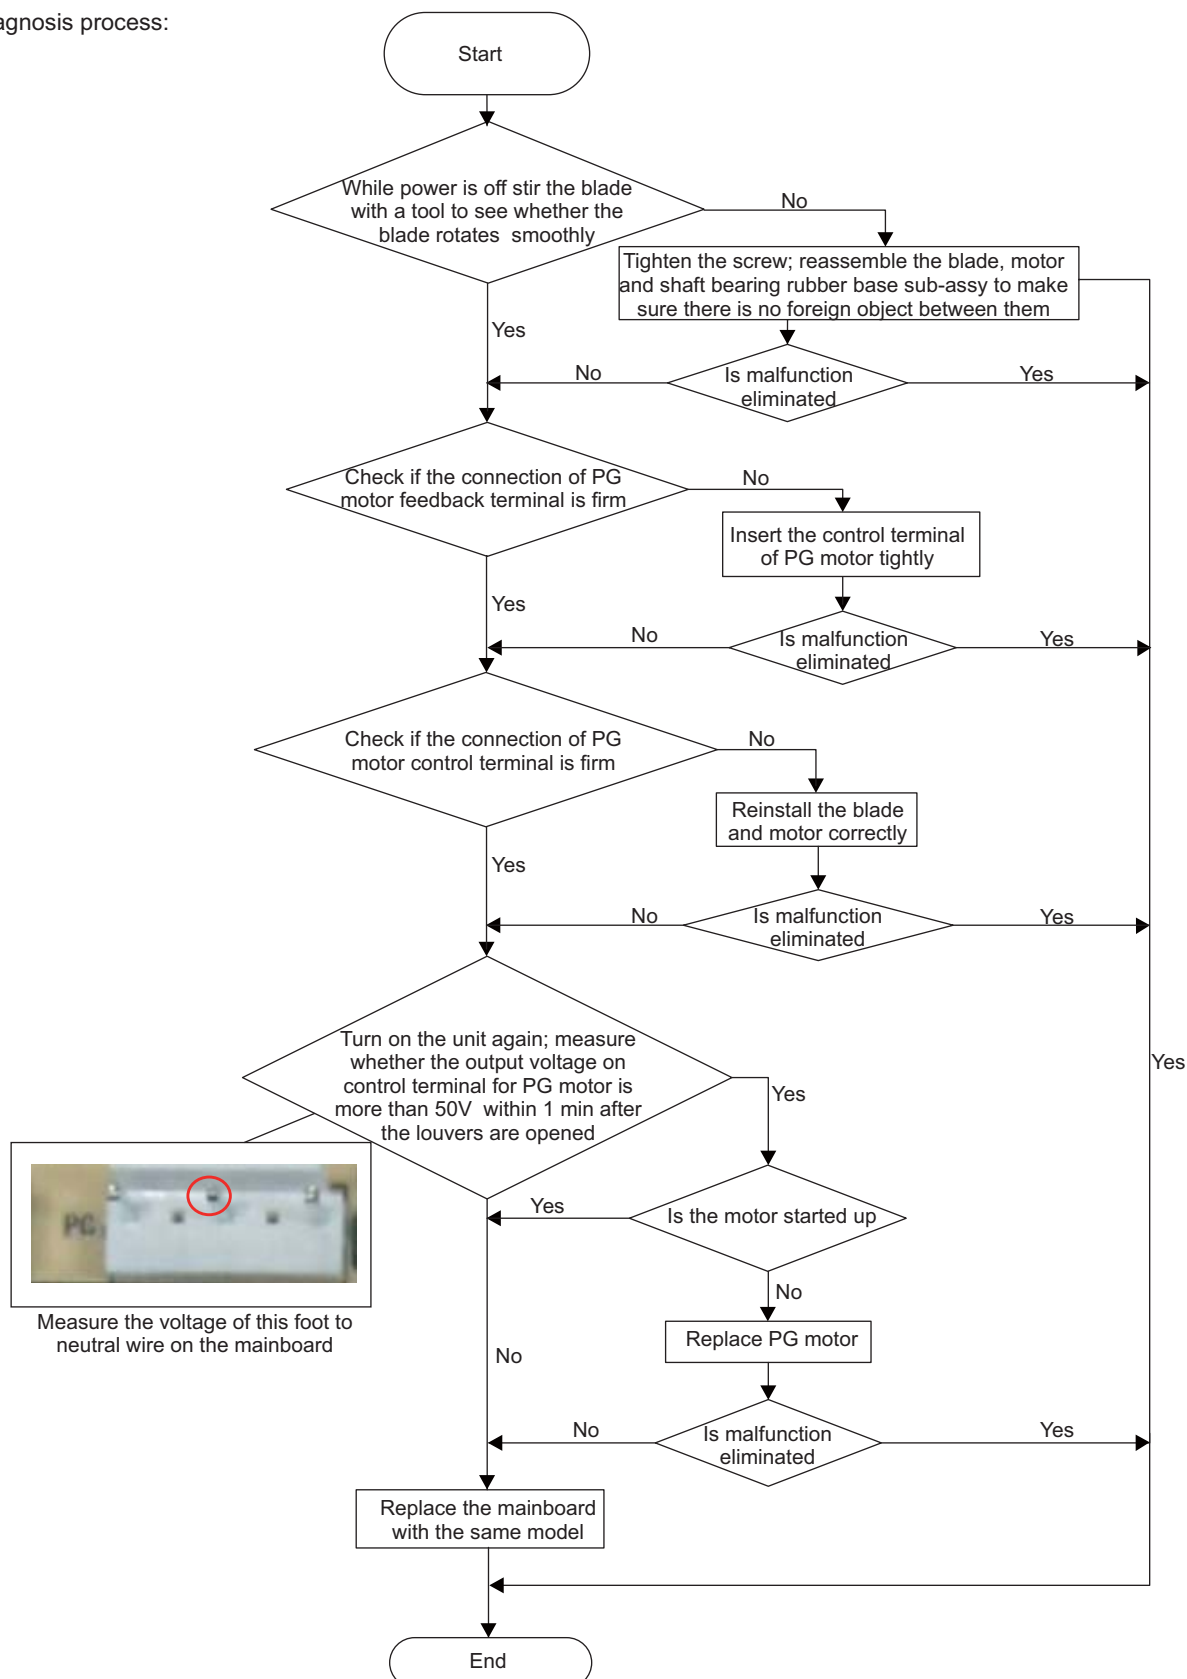 agnosis process:
Start
While power is off stir the blade
with a tool to see whether the
blade rotates smoothly
No
Tighten the screw; reassemble the blade, motor
and shaft bearing rubber base sub-assy to make
sure there is no foreign object between them
Yes
No
Is malfunction
eliminated
Yes
Check if the connection of PG
motor feedback terminal is firm
No
Insert the control terminal
of PG motor tightly
Yes
No
Is malfunction
eliminated
Yes
Check if the connection of PG
motor control terminal is firm
No
Reinstall the blade
and motor correctly
Yes
No
Is malfunction
eliminated
Yes
Turn on the unit again; measure
whether the output voltage on
control terminal for PG motor is
more than 50V within 1 min after
the louvers are opened
Yes
Yes
PG
Measure the voltage of this foot to
neutral wire on the mainboard
Yes
Is the motor started up
No
Replace PG motor
No
No
Is malfunction
eliminated
Yes
Replace the mainboard
with the same model
End